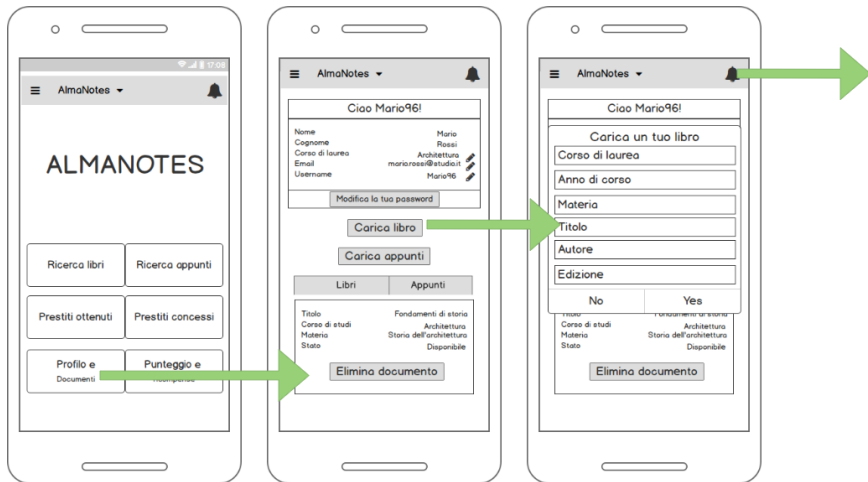 17:09
AlmaNotes
ALMANOTES
Ricerca libri
Ricerca appunti
Prestiti ottenuti
Prestiti concessi
Profilo e
Documenti
Punteggio e
AlmaNotes
Ciao Mario96!
Nome Mario
Cognome Rossi
Corso di laurea Architettura
Email mario.rossi@studio.it
Username Mario96
Modifica la tua password
Carica libro
Carica appunti
Libri Appunti
Titolo Fondamenti di storia
Corso di studi Architettura
Materia Storia dell'architettura
Stato Disponibile
Elimina documento
AlmaNotes
Ciao Mario96!
Carica un tuo libro
Corso di laurea
Anno di corso
Materia
Titolo
Autore
Edizione
No Yes
Titolo Fondamenti di storia
Corso di studi Architettura
Materia Storia dell'architettura
Stato Disponibile
Elimina documento